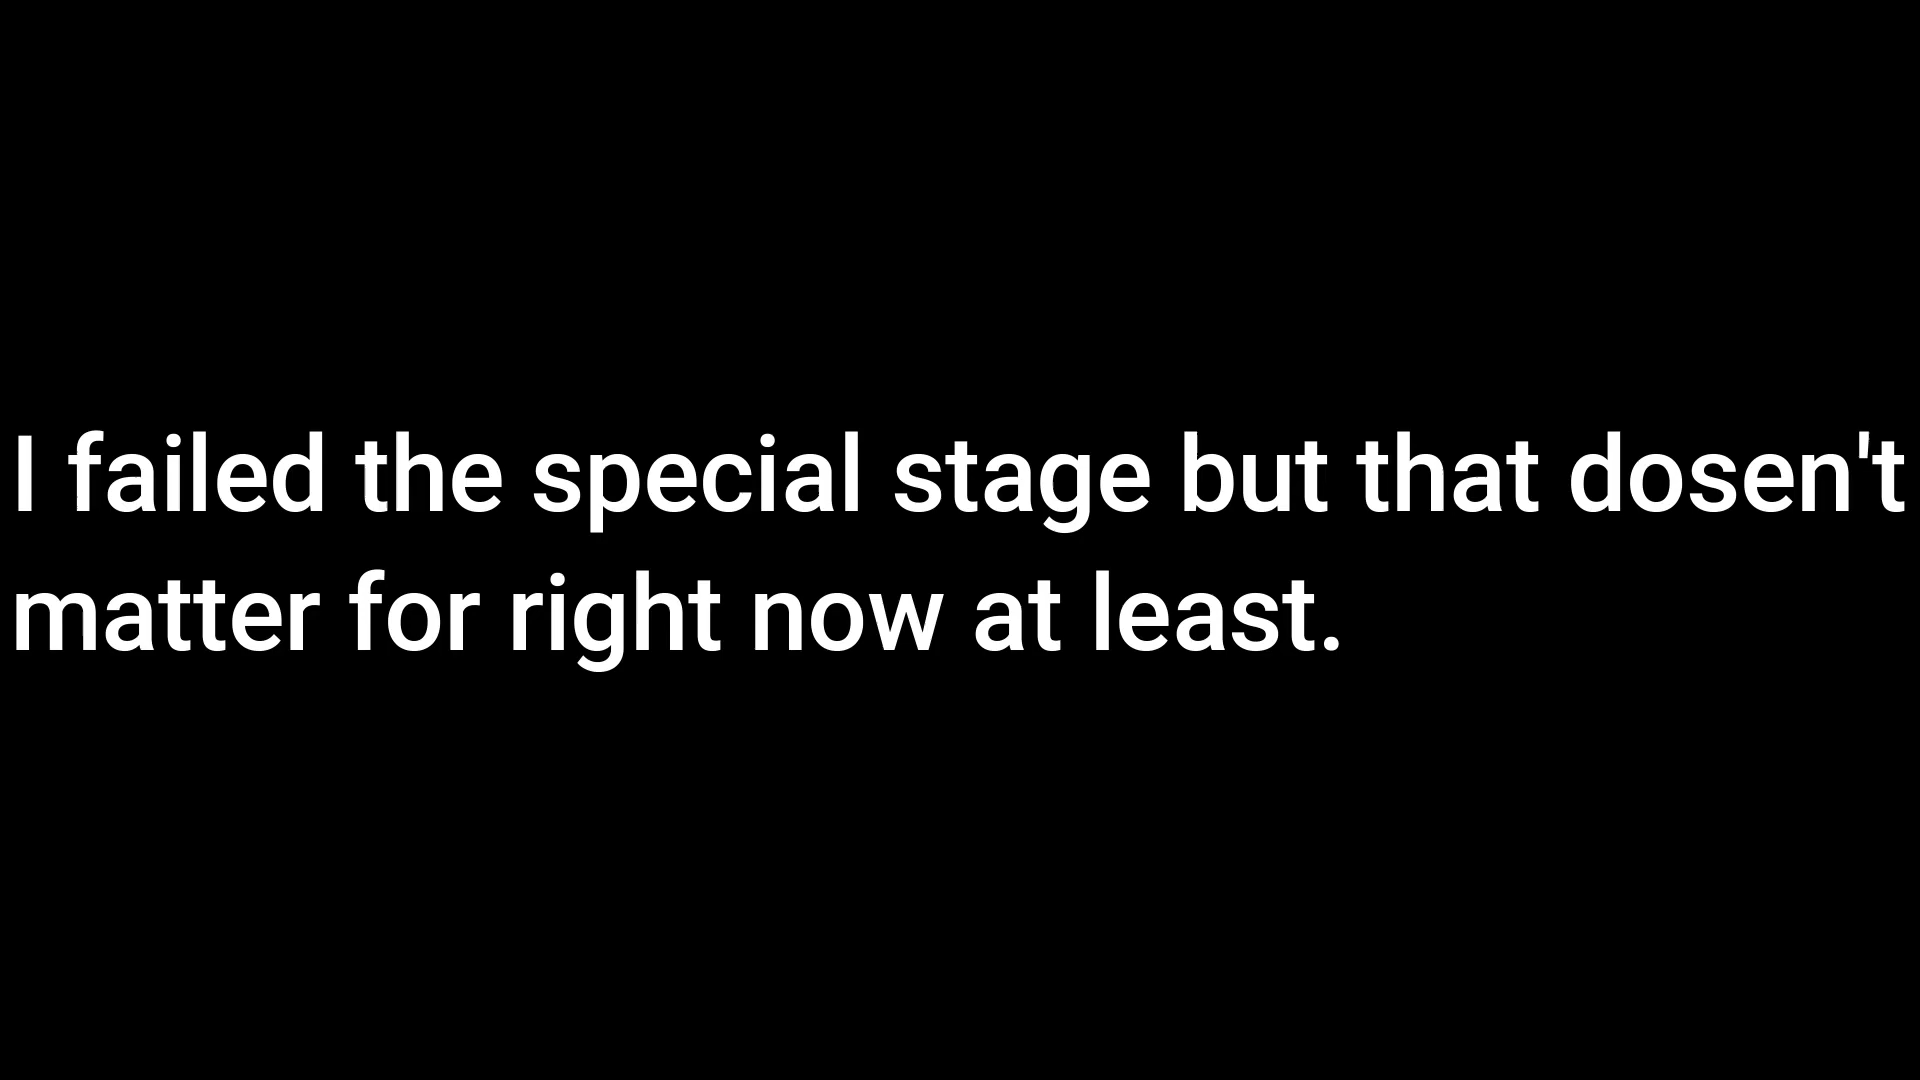 I failed the special stage but that dosen't
matter for right now at least.